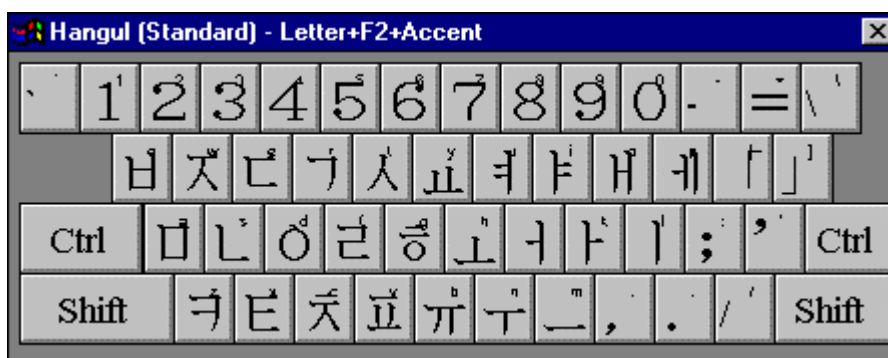 Hangul (Standard) - Letter+F2+Accent
` 1 2 3 4 5 6 7 8 9 0 - = \
ㅂ ㅈ ㄷ ㄱ ㅅ ㅛ ㅕ ㅑ ㅐ ㅔ 「 」
Ctrl ㅁ ㄴ ㅇ ㄹ ㅎ ㅗ ㅓ ㅏ ㅣ ; ' Ctrl
Shift ㅋ ㅌ ㅊ ㅍ ㅠ ㅜ ㅡ , . / Shift